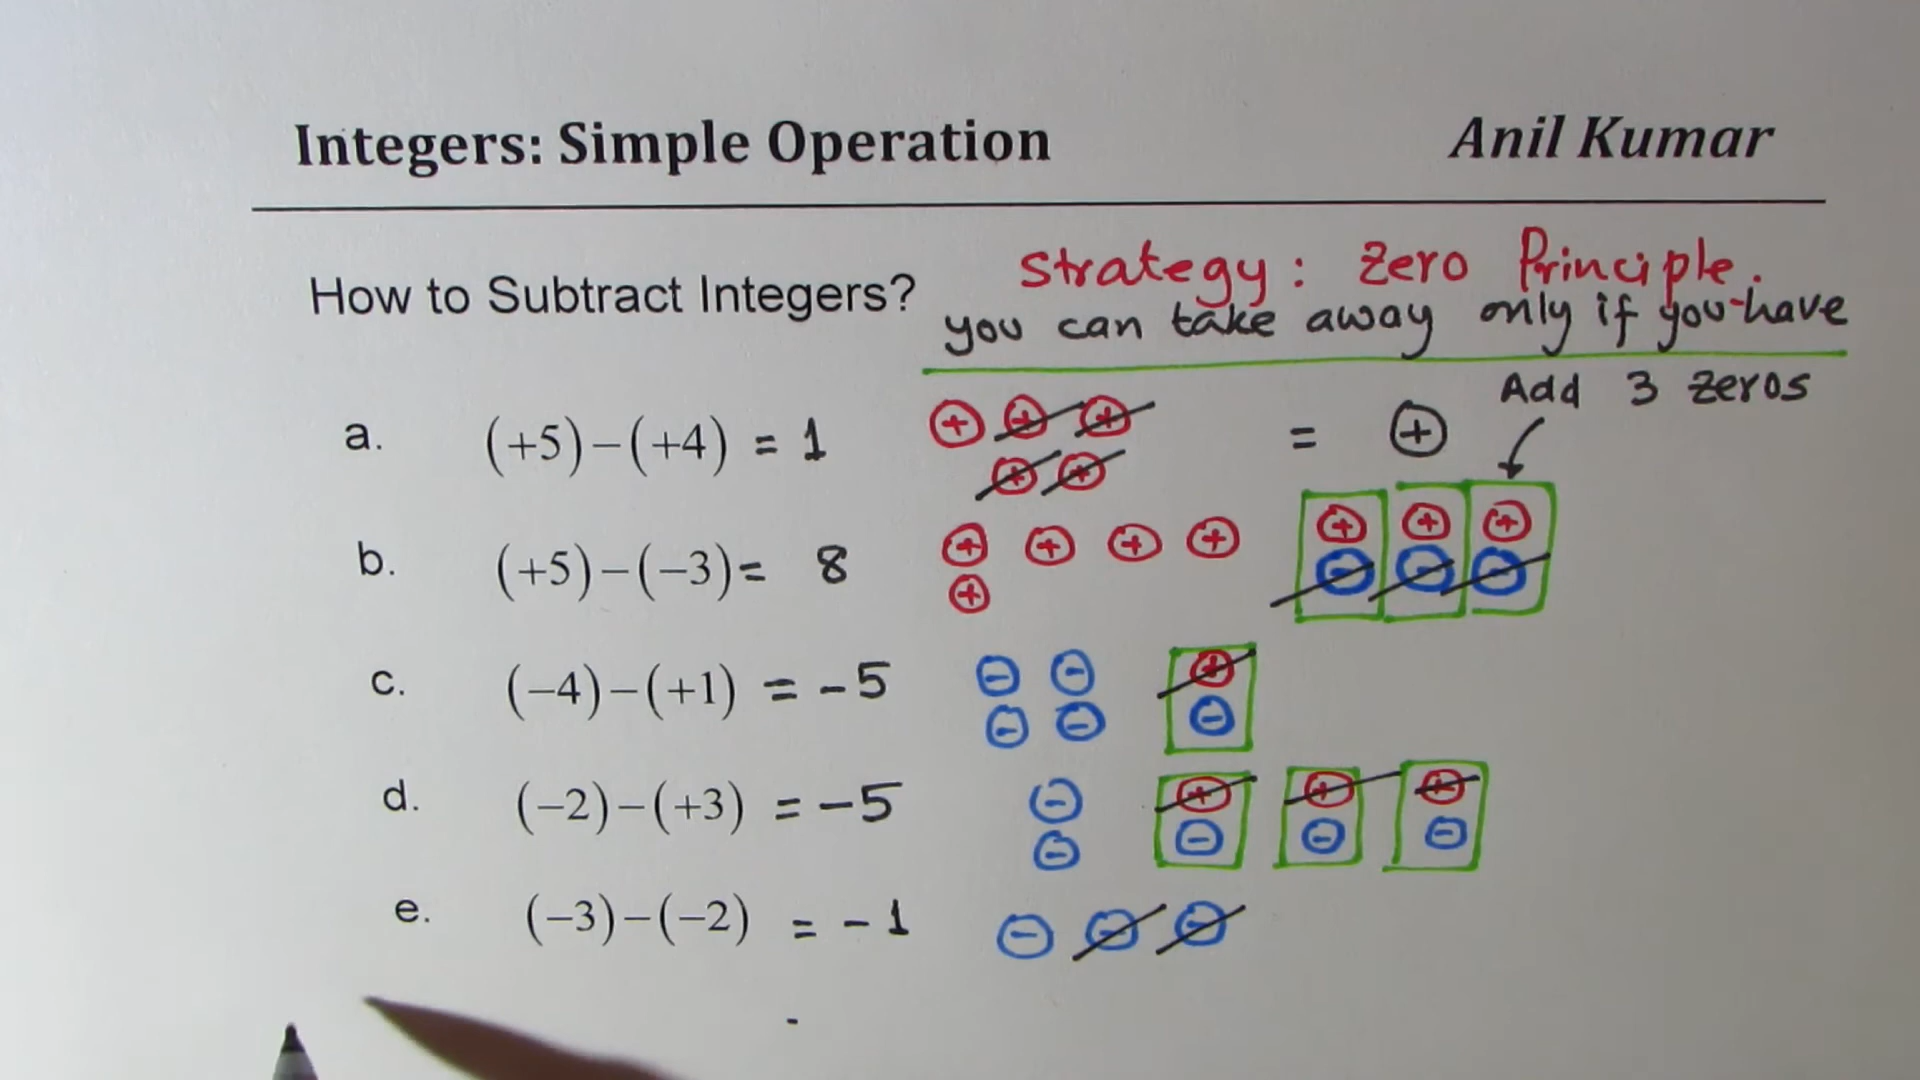 Integers: Simple Operation Anil Kumar
How to Subtract Integers? Strategy: Zero Principle.
you can take away only if you have
Add 3 zeros
a. (+5)−(+4) = 1 + + + = +
+ +
b. (+5)−(−3)= 8 + + + + + + +
+ − − −
c. (−4)−(+1) = −5 − − +
− − −
d. (−2)−(+3) = −5 − + + +
− − − −
e. (−3)−(−2) = −1 − − −